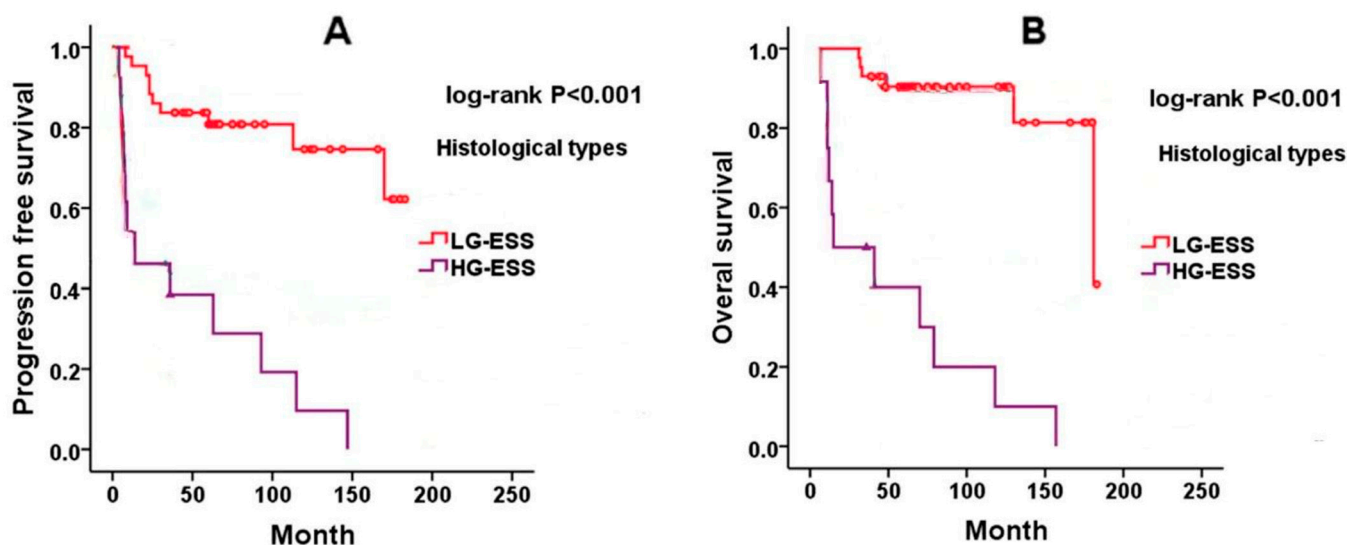 A
1.0
0.8
0.6
0.4
0.2
0.0
Progression free survival
log-rank P<0.001
Histological types
LG-ESS
HG-ESS
0 50 100 150 200 250
Month
B
1.0
0.8
0.6
0.4
0.2
0.0
Overal survival
log-rank P<0.001
Histological types
LG-ESS
HG-ESS
0 50 100 150 200 250
Month